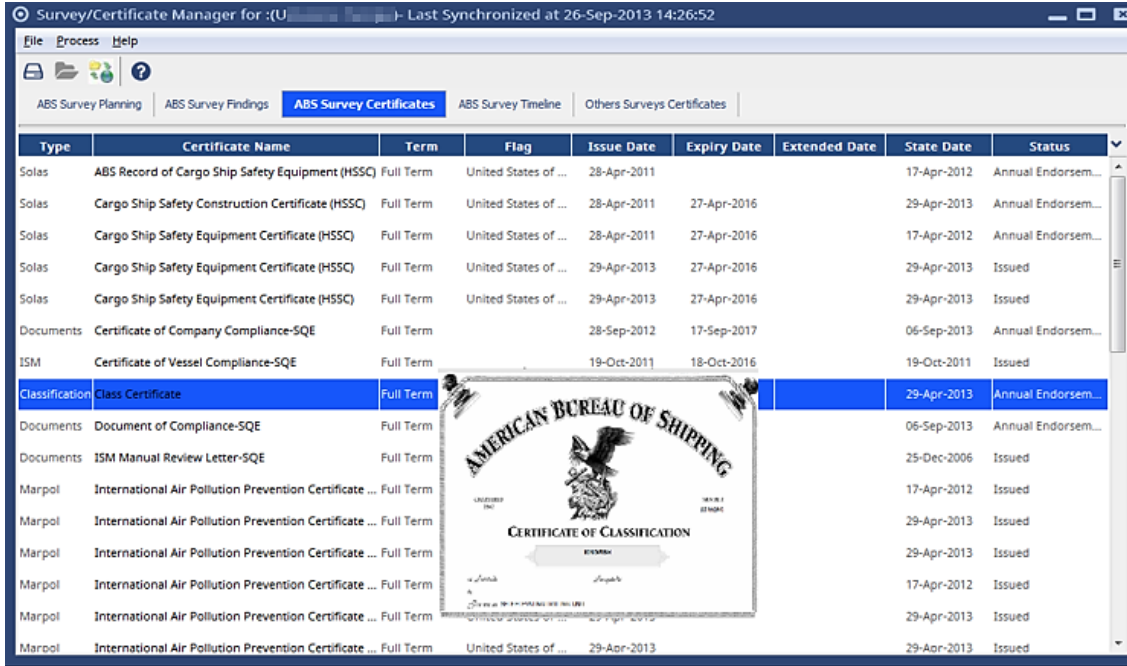 Survey/Certificate Manager for :(U )- Last Synchronized at 26-Sep-2013 14:26:52
File Process Help
ABS Survey Planning ABS Survey Findings ABS Survey Certificates ABS Survey Timeline Others Surveys Certificates
Type Certificate Name Term Flag Issue Date Expiry Date Extended Date State Date Status
Solas ABS Record of Cargo Ship Safety Equipment (HSSC) Full Term United States of ... 28-Apr-2011 17-Apr-2012 Annual Endorsem...
Solas Cargo Ship Safety Construction Certificate (HSSC) Full Term United States of ... 28-Apr-2011 27-Apr-2016 29-Apr-2013 Annual Endorsem...
Solas Cargo Ship Safety Equipment Certificate (HSSC) Full Term United States of ... 28-Apr-2011 27-Apr-2016 17-Apr-2012 Annual Endorsem...
Solas Cargo Ship Safety Equipment Certificate (HSSC) Full Term United States of ... 29-Apr-2013 27-Apr-2016 29-Apr-2013 Issued
Solas Cargo Ship Safety Equipment Certificate (HSSC) Full Term United States of ... 29-Apr-2013 27-Apr-2016 29-Apr-2013 Issued
Documents Certificate of Company Compliance-SQE Full Term 28-Sep-2012 17-Sep-2017 06-Sep-2013 Annual Endorsem...
ISM Certificate of Vessel Compliance-SQE Full Term 19-Oct-2011 18-Oct-2016 19-Oct-2011 Issued
Classification Class Certificate Full Term 29-Apr-2013 Annual Endorsem...
Documents Document of Compliance-SQE Full Term 06-Sep-2013 Annual Endorsem...
Documents ISM Manual Review Letter-SQE Full Term 25-Dec-2006 Issued
Marpol International Air Pollution Prevention Certificate ... Full Term 17-Apr-2012 Issued
Marpol International Air Pollution Prevention Certificate ... Full Term 29-Apr-2013 Issued
Marpol International Air Pollution Prevention Certificate ... Full Term 29-Apr-2013 Issued
Marpol International Air Pollution Prevention Certificate ... Full Term 17-Apr-2012 Issued
Marpol International Air Pollution Prevention Certificate ... Full Term United States of ... 29-Apr-2013 29-Apr-2013 Issued
Marpol International Air Pollution Prevention Certificate ... Full Term United States of ... 29-Apr-2013 29-Apr-2013 Issued
AMERICAN BUREAU OF SHIPPING
CERTIFICATE OF CLASSIFICATION